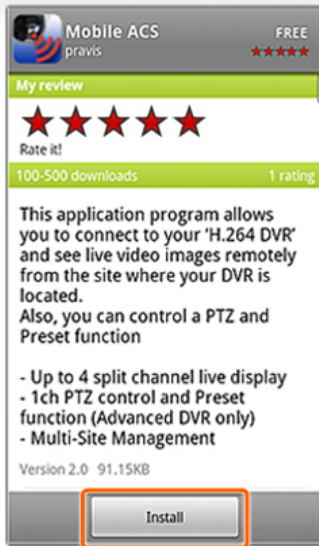 Mobile ACS
FREE
pravis
My review
Rate it!
100-500 downloads
1 rating
This application program allows
you to connect to your 'H.264 DVR'
and see live video images remotely
from the site where your DVR is
located.
Also, you can control a PTZ and
Preset function
- Up to 4 split channel live display
- 1ch PTZ control and Preset
function (Advanced DVR only)
- Multi-Site Management
Version 2.0 91.15KB
Install